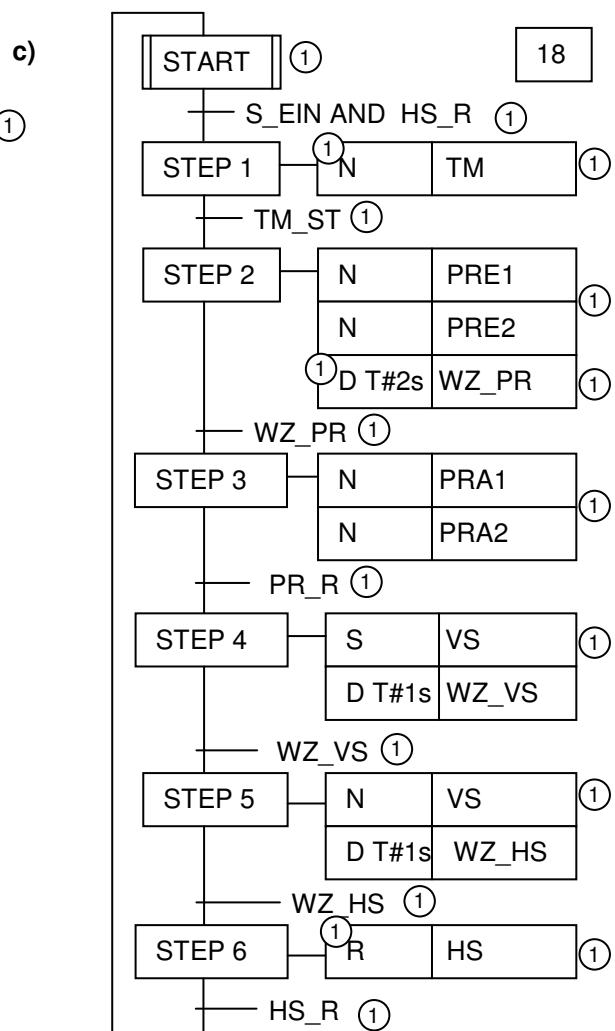 c)
18
START ①
①
S_EIN AND HS_R ①
①
STEP 1 N TM ①
TM_ST ①
STEP 2 N PRE1
①
N PRE2
① D T#2s WZ_PR ①
WZ_PR ①
STEP 3 N PRA1
①
N PRA2
PR_R ①
STEP 4 S VS ①
D T#1s WZ_VS
WZ_VS ①
STEP 5 N VS ①
D T#1s WZ_HS
WZ_HS ①
①
STEP 6 R HS ①
HS_R ①